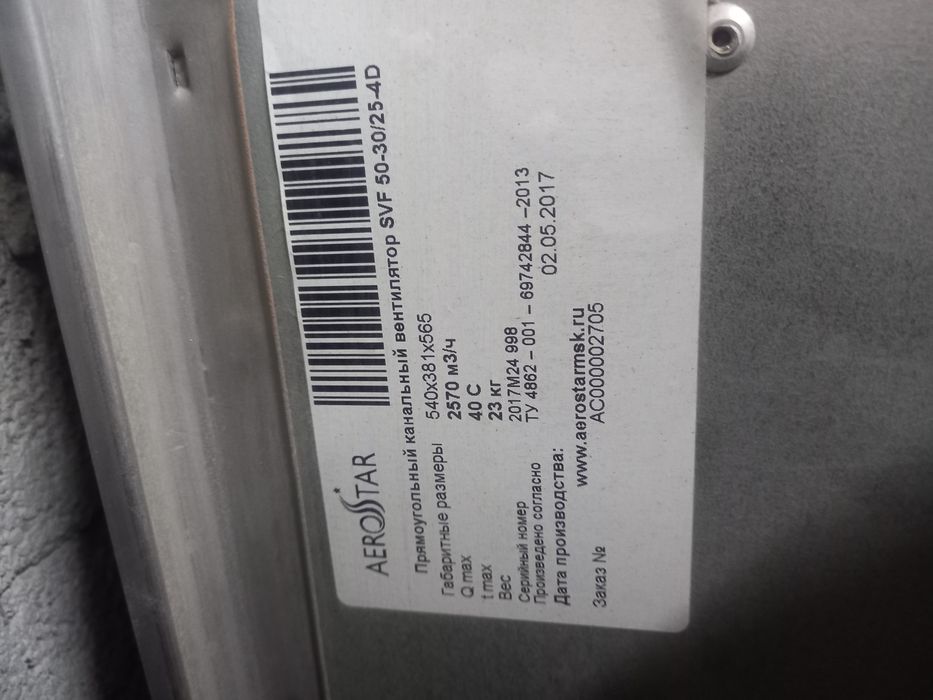 AEROSTAR
Прямоугольный канальный вентилятор SVF 50-30/25-4D
Габаритные размеры 540x381x565
Q max 2570 м3/ч
t max 40 C
Вес 23 кг
Серийный номер 2017M24 998
Произведено согласно ТУ 4862 – 001 – 69742844 –2013
Дата производства: 02.05.2017
www.aerostarmsk.ru
Заказ № AC000002705